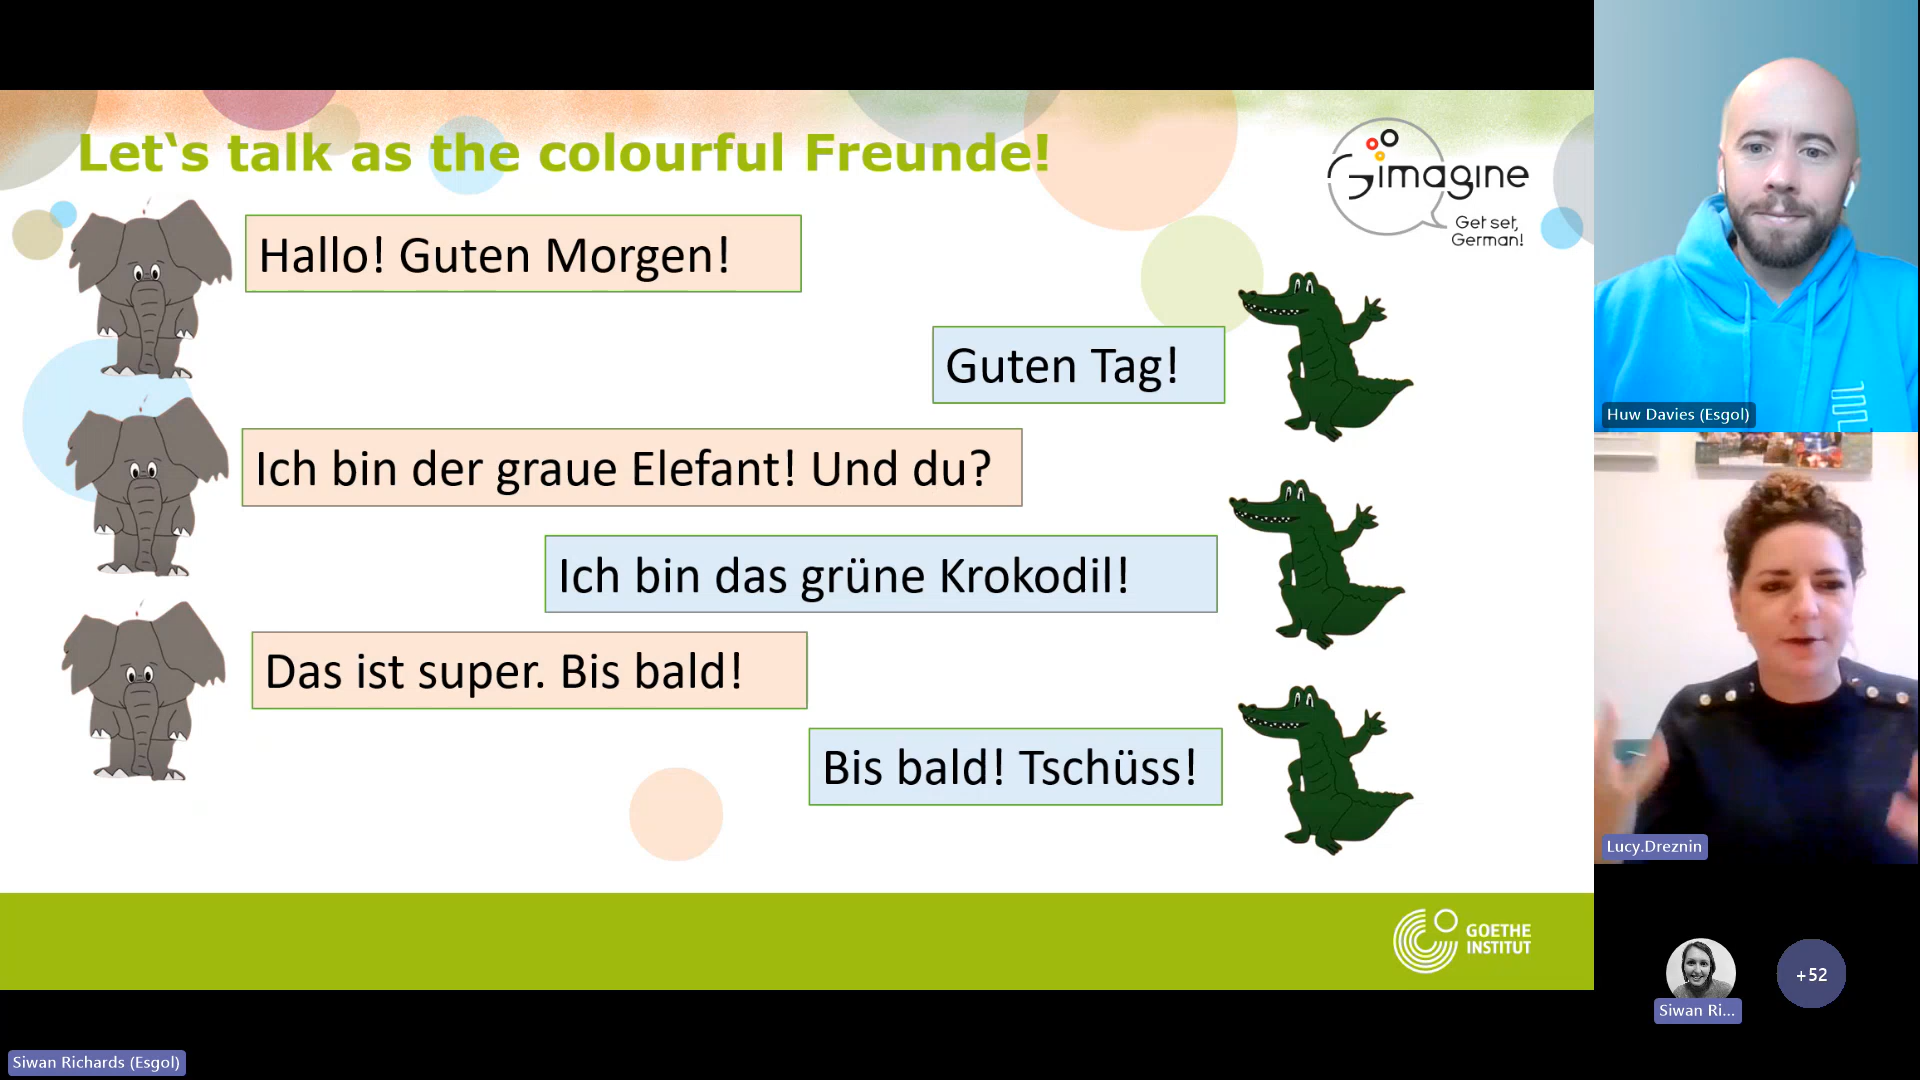 Let‘s talk as the colourful Freunde!
Gimagine
Get set,
German!
Hallo! Guten Morgen!
Guten Tag!
Ich bin der graue Elefant! Und du?
Ich bin das grüne Krokodil!
Das ist super. Bis bald!
Bis bald! Tschüss!
GOETHE
INSTITUT
Huw Davies (Esgol)
Lucy.Dreznin
Siwan Ri...
+52
Siwan Richards (Esgol)